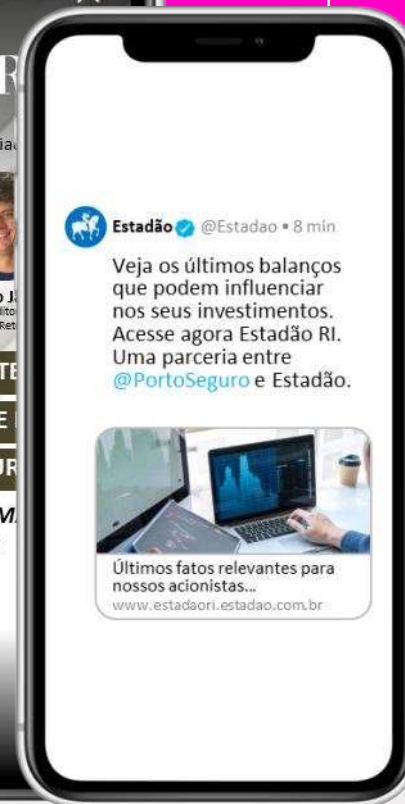 Estadão @Estadao • 8 min
Veja os últimos balanços
que podem influenciar
nos seus investimentos.
Acesse agora Estadão RI.
Uma parceria entre
@PortoSeguro e Estadão.
Últimos fatos relevantes para
nossos acionistas...
www.estadaori.estadao.com.br